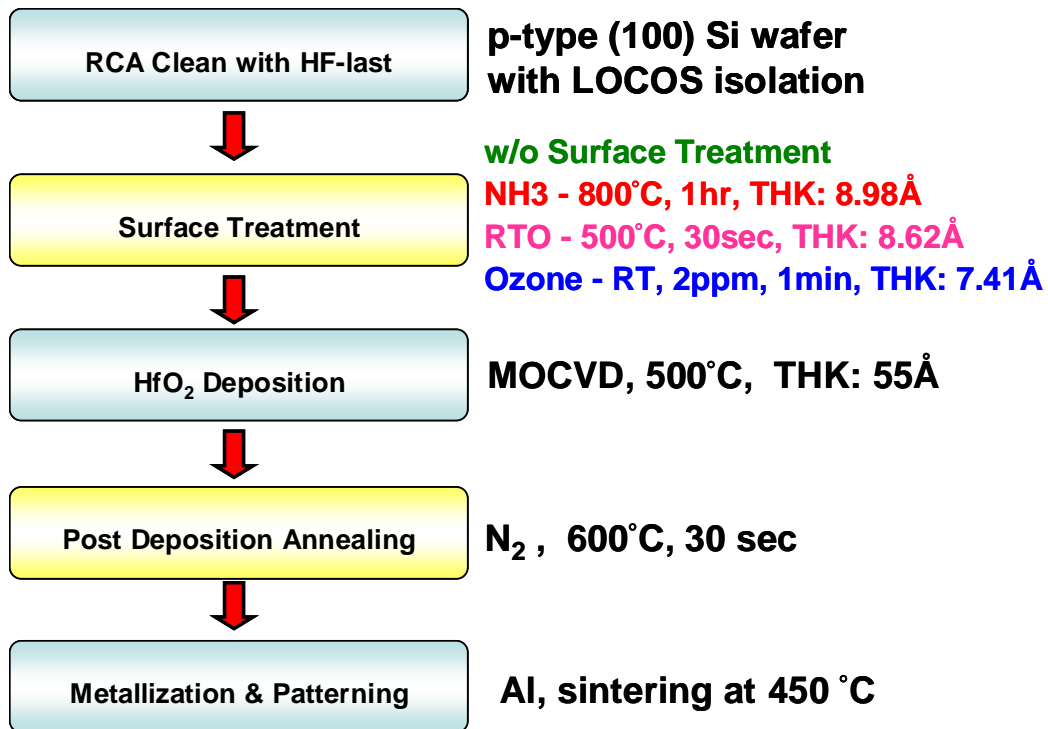 RCA Clean with HF-last
p-type (100) Si wafer
with LOCOS isolation
Surface Treatment
w/o Surface Treatment
NH3 - 800°C, 1hr, THK: 8.98Å
RTO - 500°C, 30sec, THK: 8.62Å
Ozone - RT, 2ppm, 1min, THK: 7.41Å
HfO₂ Deposition
MOCVD, 500°C, THK: 55Å
Post Deposition Annealing
N₂ , 600°C, 30 sec
Metallization & Patterning
Al, sintering at 450 °C